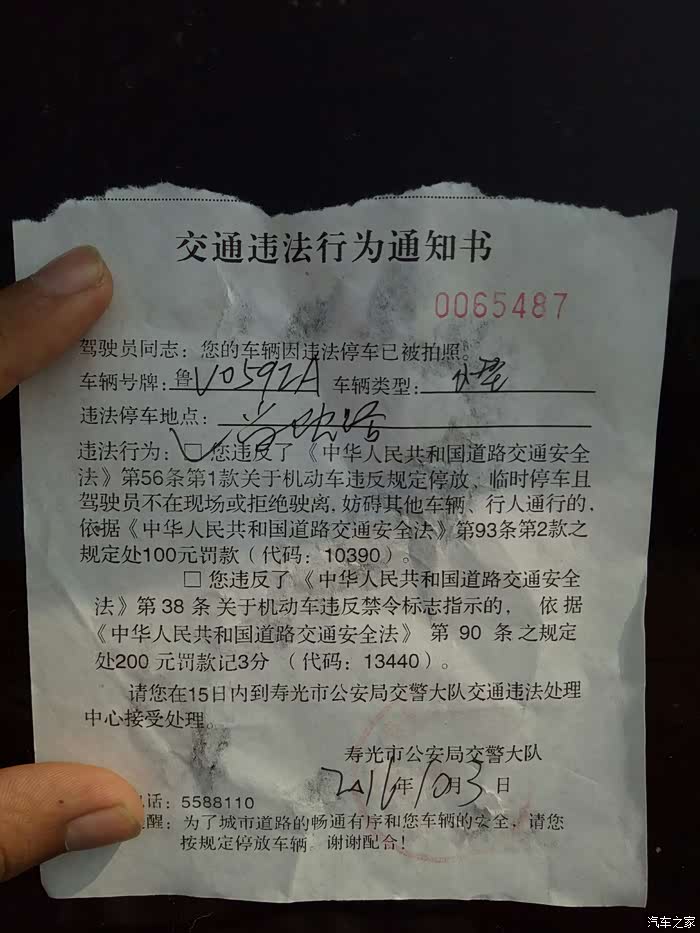 交通违法行为通知书
0065487
驾驶员同志：您的车辆因违法停车已被拍照。
车辆号牌：鲁V0592A 车辆类型：小型
违法停车地点：
违法行为：☑您违反了《中华人民共和国道路交通安全
法》第56条第1款关于机动车违反规定停放、临时停车且
驾驶员不在现场或拒绝驶离，妨碍其他车辆、行人通行的，
依据《中华人民共和国道路交通安全法》第93条第2款之
规定处100元罚款（代码：10390）。
□您违反了《中华人民共和国道路交通安全
法》第38条关于机动车违反禁令标志指示的， 依据
《中华人民共和国道路交通安全法》 第 90 条之规定
处200元罚款记3分 （代码：13440）。
请您在15日内到寿光市公安局交警大队交通违法处理
中心接受处理。
寿光市公安局交警大队
2016年10月3日
电话：5588110
醒：为了城市道路的畅通有序和您车辆的安全，请您
按规定停放车辆。谢谢配合！
汽车之家